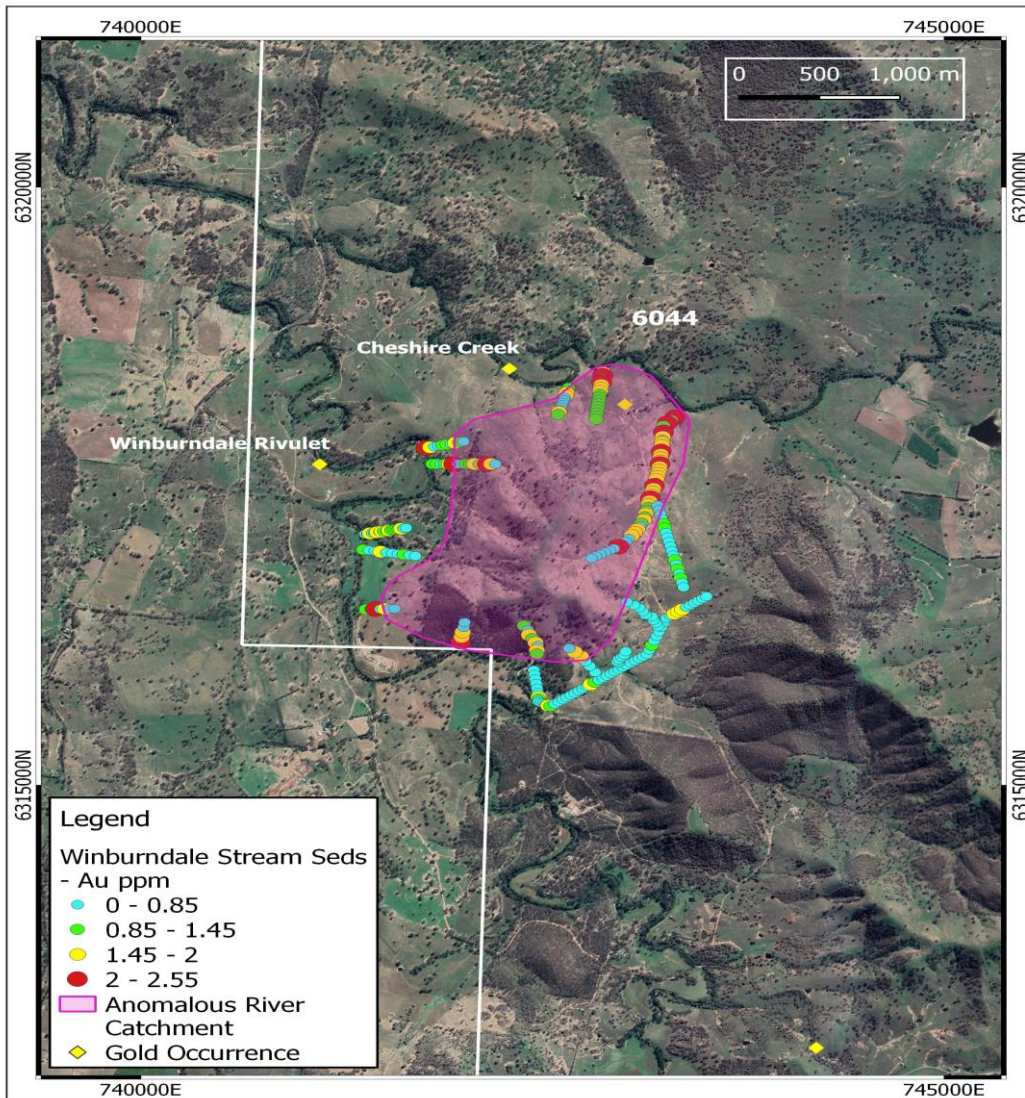 740000E
745000E
0 500 1,000 m
6320000N
6320000N
6044
Cheshire Creek
Winburndale Rivulet
6315000N
6315000N
Legend
Winburndale Stream Seds
- Au ppm
0 - 0.85
0.85 - 1.45
1.45 - 2
2 - 2.55
Anomalous River
Catchment
Gold Occurrence
740000E
745000E